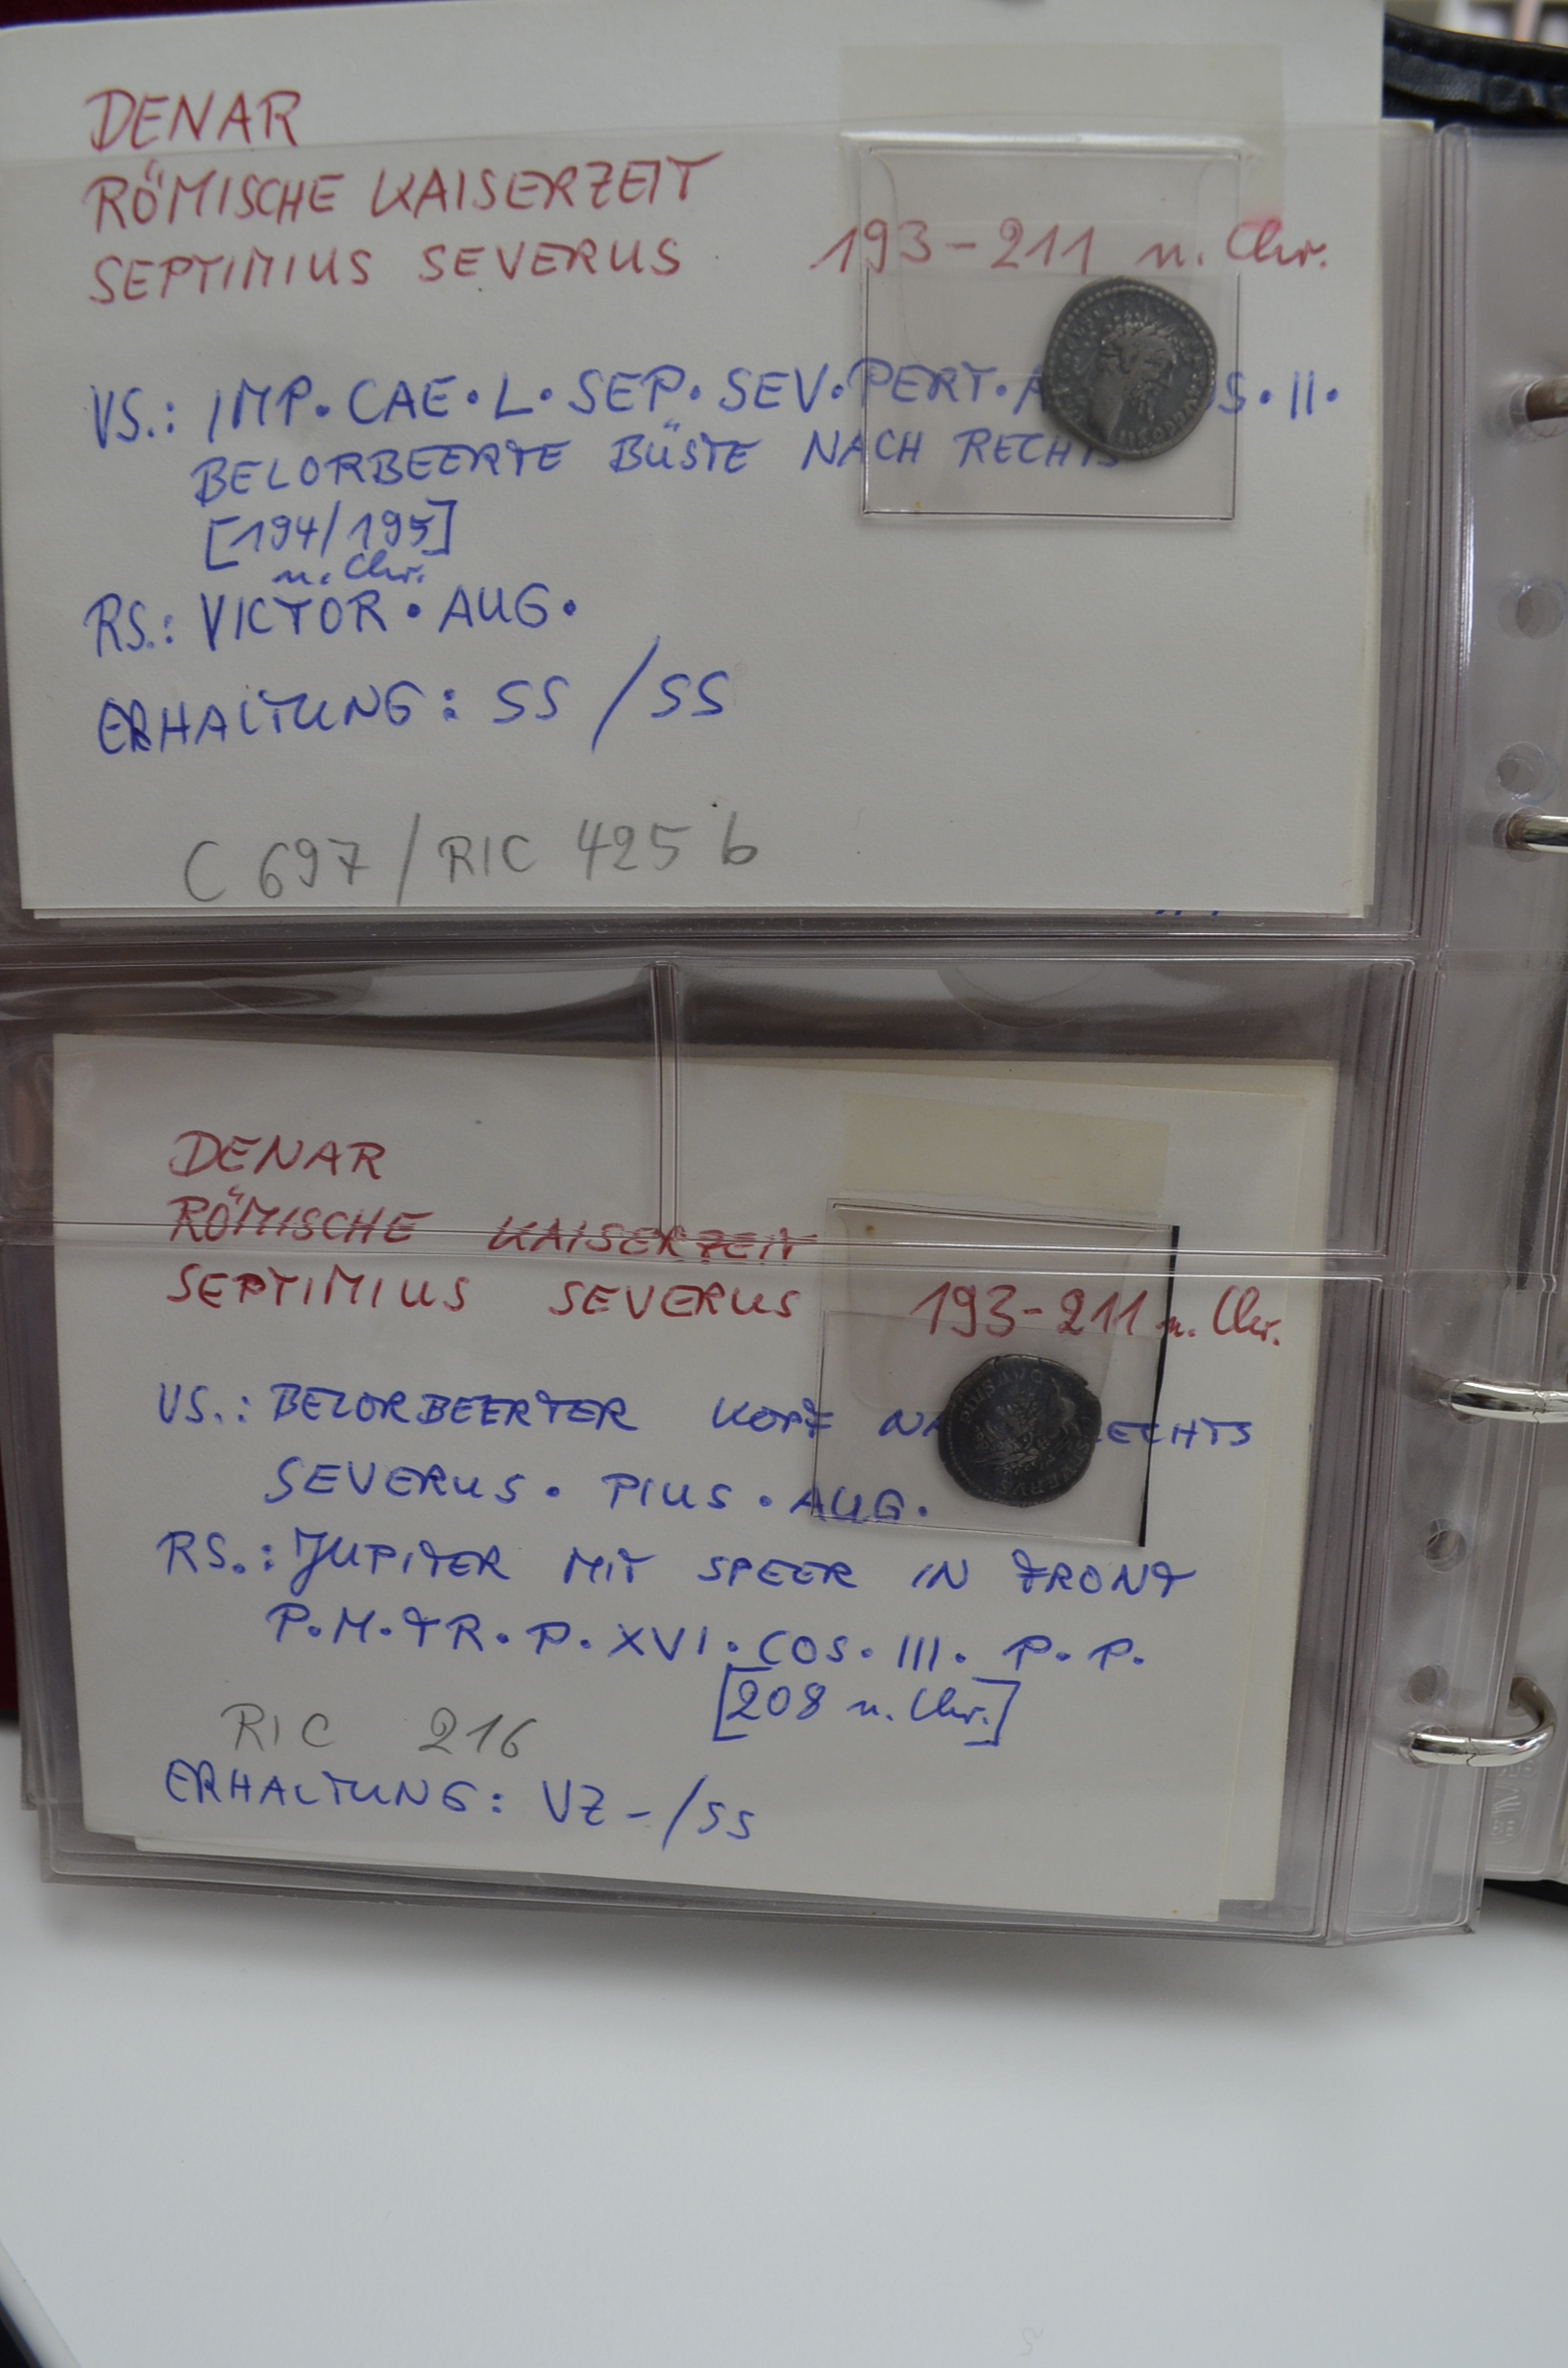 DENAR
RÖMISCHE KAISERZEIT
SEPTIMIUS SEVERUS 193-211 n. Chr.
VS.: IMP. CAE. L. SEP. SEV. PERT. S. II.
BELORBEERTE BÜSTE NACH RECHTS
[194/195]
n. Chr.
RS.: VICTOR. AUG.
ERHALTUNG: SS / SS
C 697 / RIC 425 b
DENAR
RÖMISCHE KAISERZEIT
SEPTIMIUS SEVERUS 193-211 n. Chr.
VS.: BELORBEERTER KOPF NA ECHTS
SEVERUS. PIUS. AUG.
RS.: JUPITER MIT SPEER IN FRONT
P. M. TR. P. XVI. COS. III. P. P.
[208 n. Chr.]
RIC 216
ERHALTUNG: VZ - / SS